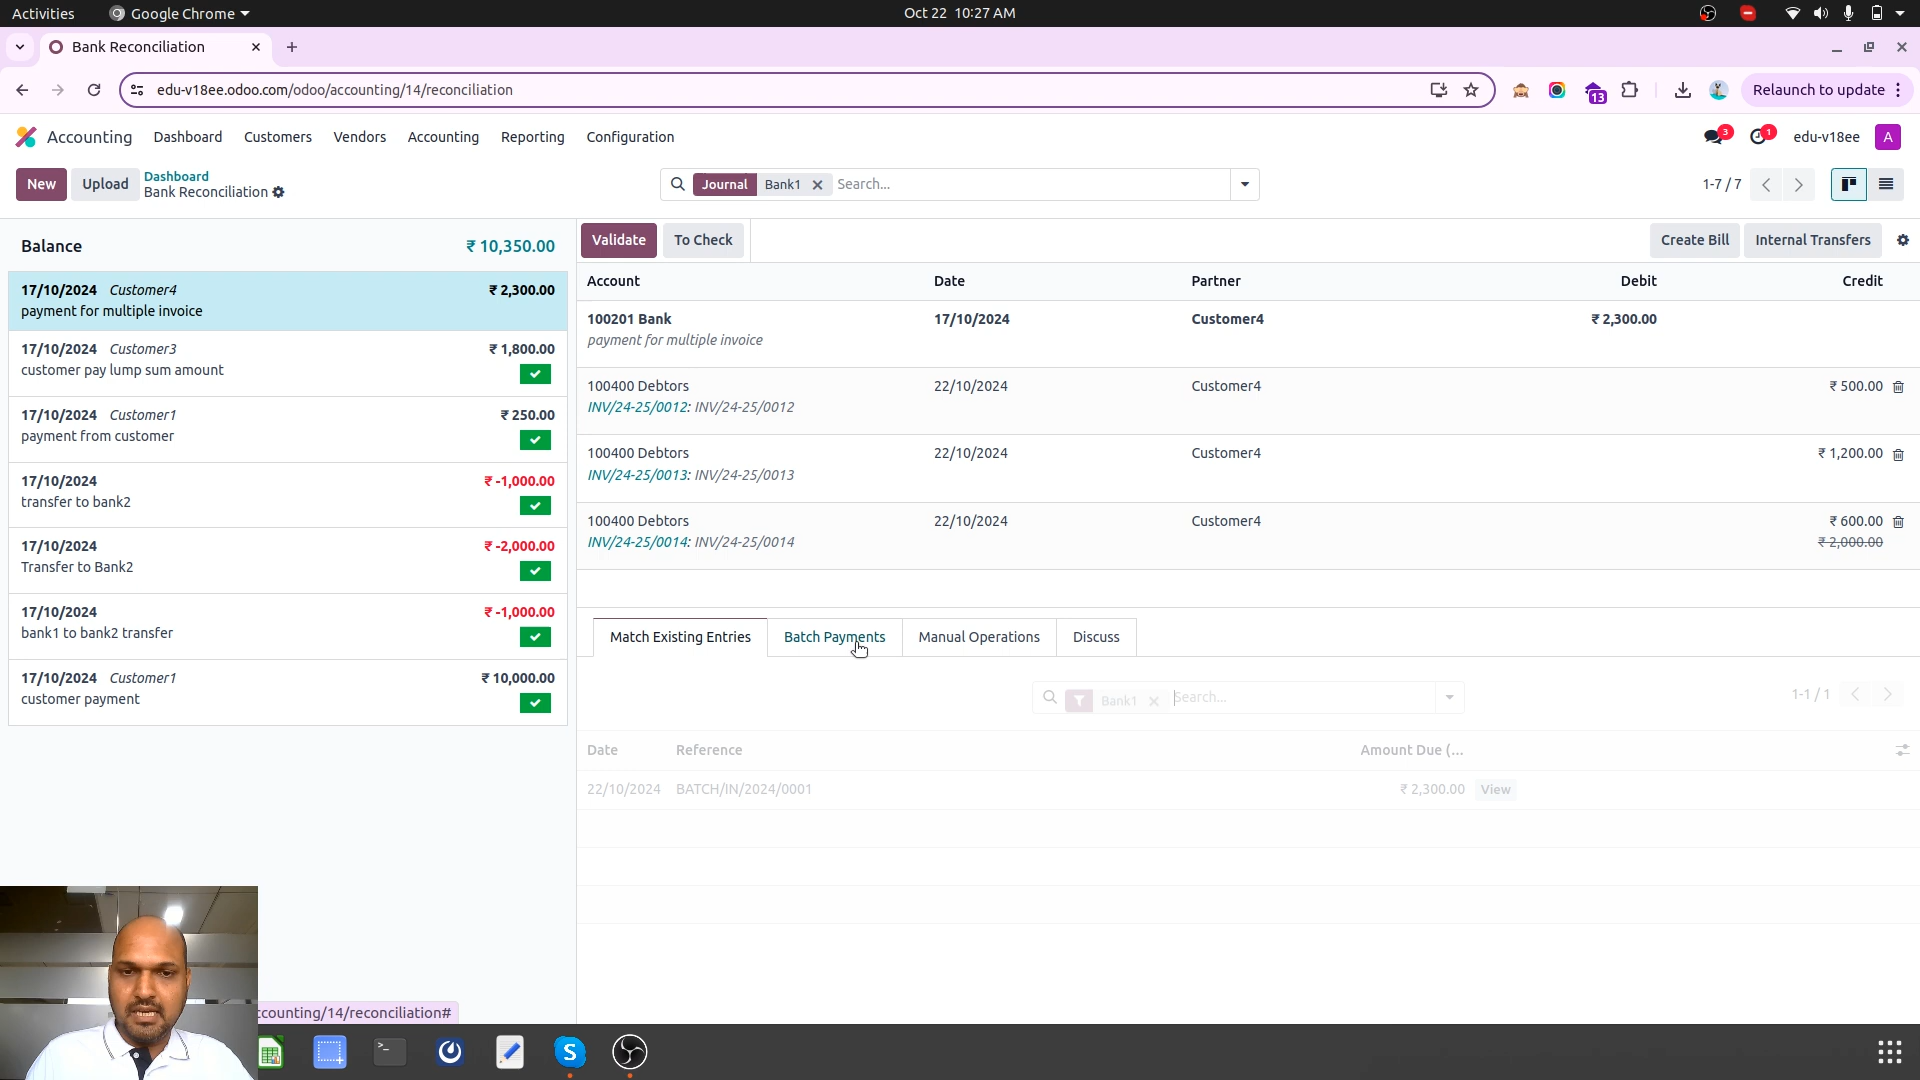 Activities
Google Chrome
Oct 22 10:27 AM
Bank Reconciliation
edu-v18ee.odoo.com/odoo/accounting/14/reconciliation
13
Relaunch to update
Accounting
Dashboard
Customers
Vendors
Accounting
Reporting
Configuration
3
1
edu-v18ee
A
New
Upload
Dashboard
Bank Reconciliation
Journal
Bank1
Search...
1-7 / 7
Balance
₹ 10,350.00
17/10/2024 Customer4 ₹ 2,300.00
payment for multiple invoice
17/10/2024 Customer3 ₹ 1,800.00
customer pay lump sum amount
17/10/2024 Customer1 ₹ 250.00
payment from customer
17/10/2024 ₹ -1,000.00
transfer to bank2
17/10/2024 ₹ -2,000.00
Transfer to Bank2
17/10/2024 ₹ -1,000.00
bank1 to bank2 transfer
17/10/2024 Customer1 ₹ 10,000.00
customer payment
Validate
To Check
Create Bill
Internal Transfers
Account Date Partner Debit Credit
100201 Bank 17/10/2024 Customer4 ₹ 2,300.00
payment for multiple invoice
100400 Debtors 22/10/2024 Customer4 ₹ 500.00
INV/24-25/0012: INV/24-25/0012
100400 Debtors 22/10/2024 Customer4 ₹ 1,200.00
INV/24-25/0013: INV/24-25/0013
100400 Debtors 22/10/2024 Customer4 ₹ 600.00
INV/24-25/0014: INV/24-25/0014 ₹ 2,000.00
Match Existing Entries
Batch Payments
Manual Operations
Discuss
Bank1
Search...
1-1 / 1
Date Reference Amount Due (...
22/10/2024 BATCH/IN/2024/0001 ₹ 2,300.00 View
ccounting/14/reconciliation#
S